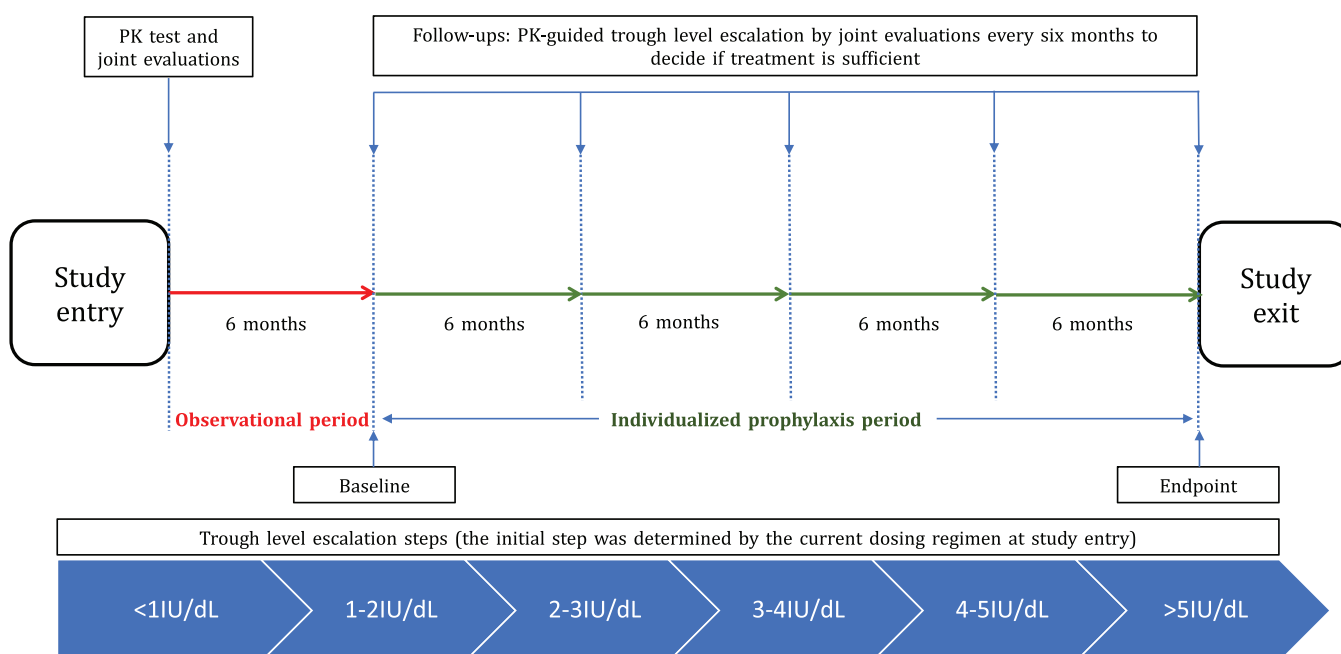 PK test and
joint evaluations
Follow-ups: PK-guided trough level escalation by joint evaluations every six months to
decide if treatment is sufficient
Study
entry
Study
exit
6 months
6 months
6 months
6 months
6 months
Observational period
Individualized prophylaxis period
Baseline
Endpoint
Trough level escalation steps (the initial step was determined by the current dosing regimen at study entry)
<1IU/dL
1-2IU/dL
2-3IU/dL
3-4IU/dL
4-5IU/dL
>5IU/dL